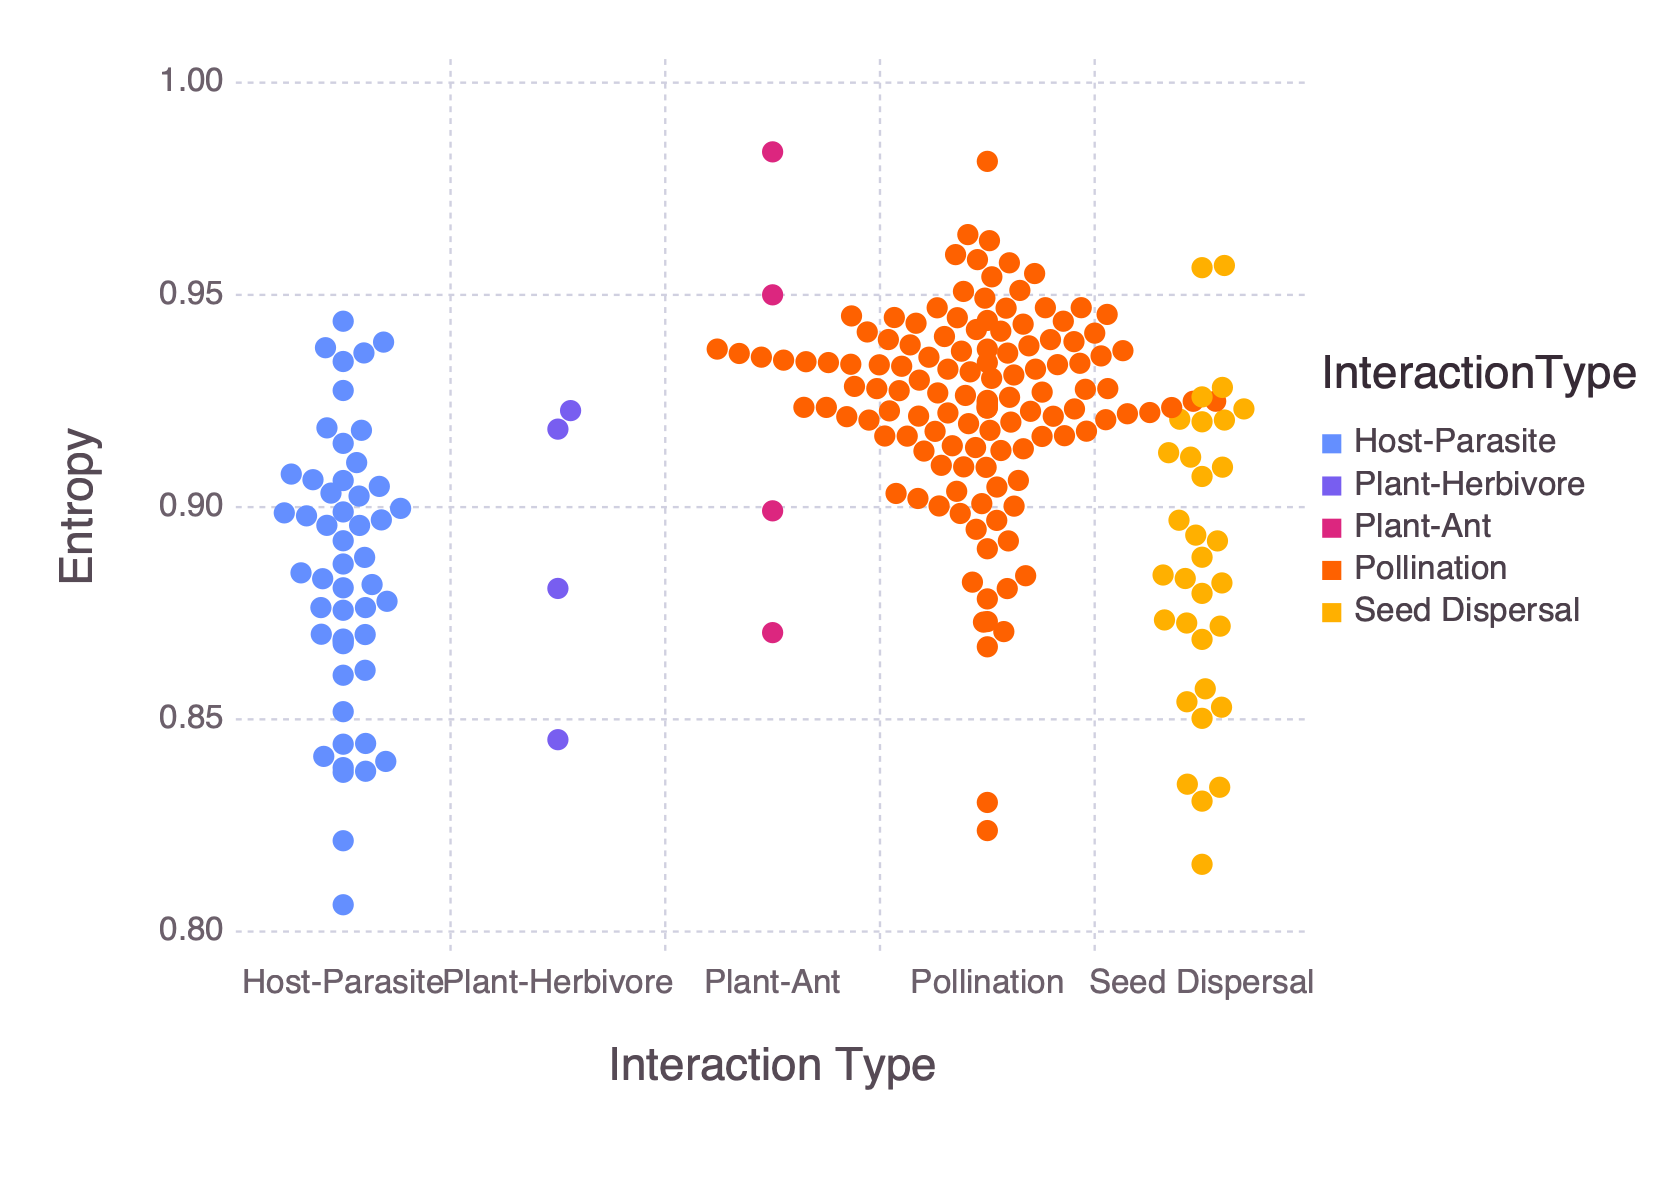 1.00
0.95
0.90
0.85
0.80
Entropy
Host-Parasite
Plant-Herbivore
Plant-Ant
Pollination
Seed Dispersal
Interaction Type
InteractionType
Host-Parasite
Plant-Herbivore
Plant-Ant
Pollination
Seed Dispersal